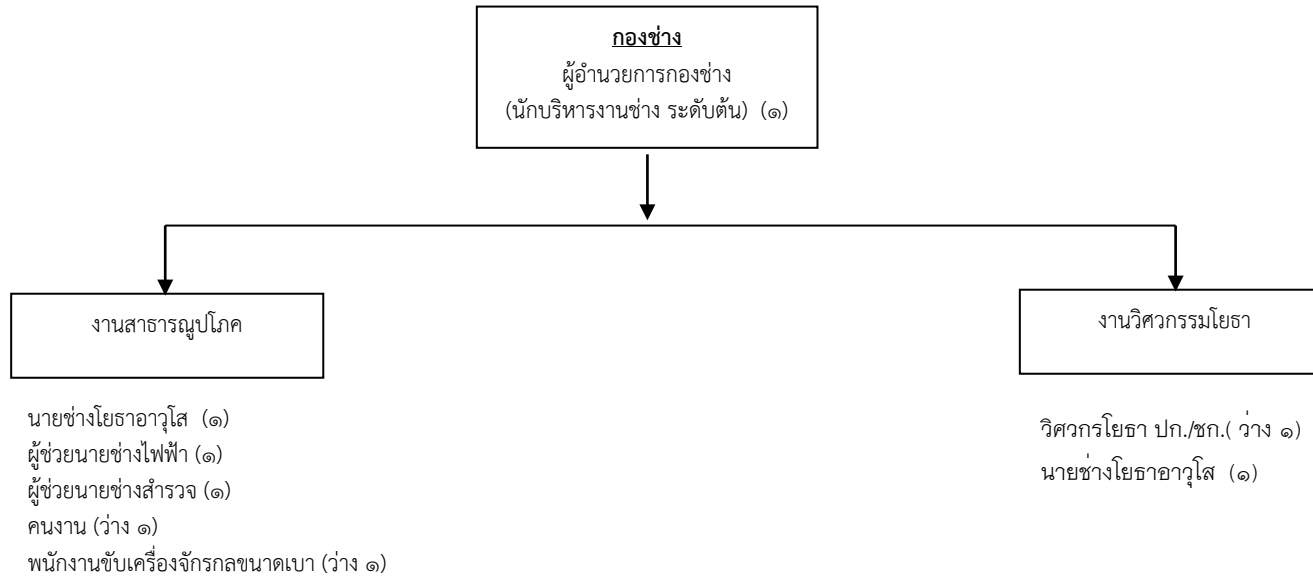 กองช่าง
ผู้อำนวยการกองช่าง
(นักบริหารงานช่าง ระดับต้น) (๑)
งานสาธารณูปโภค
งานวิศวกรรมโยธา
นายช่างโยธาอาวุโส (๑)
ผู้ช่วยนายช่างไฟฟ้า (๑)
ผู้ช่วยนายช่างสำรวจ (๑)
คนงาน (ว่าง ๑)
พนักงานขับเครื่องจักรกลขนาดเบา (ว่าง ๑)
วิศวกรโยธา ปก./ชก.( ว่าง ๑)
นายช่างโยธาอาวุโส (๑)